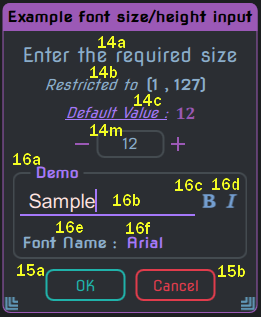 Example font size/height input
14a
Enter the required size
14b
Restricted to (1 , 127)
14c
Default Value : 12
14m
− 12 +
16a
Demo
16c 16d
Sample 16b B I
16e 16f
Font Name : Arial
15a OK Cancel 15b